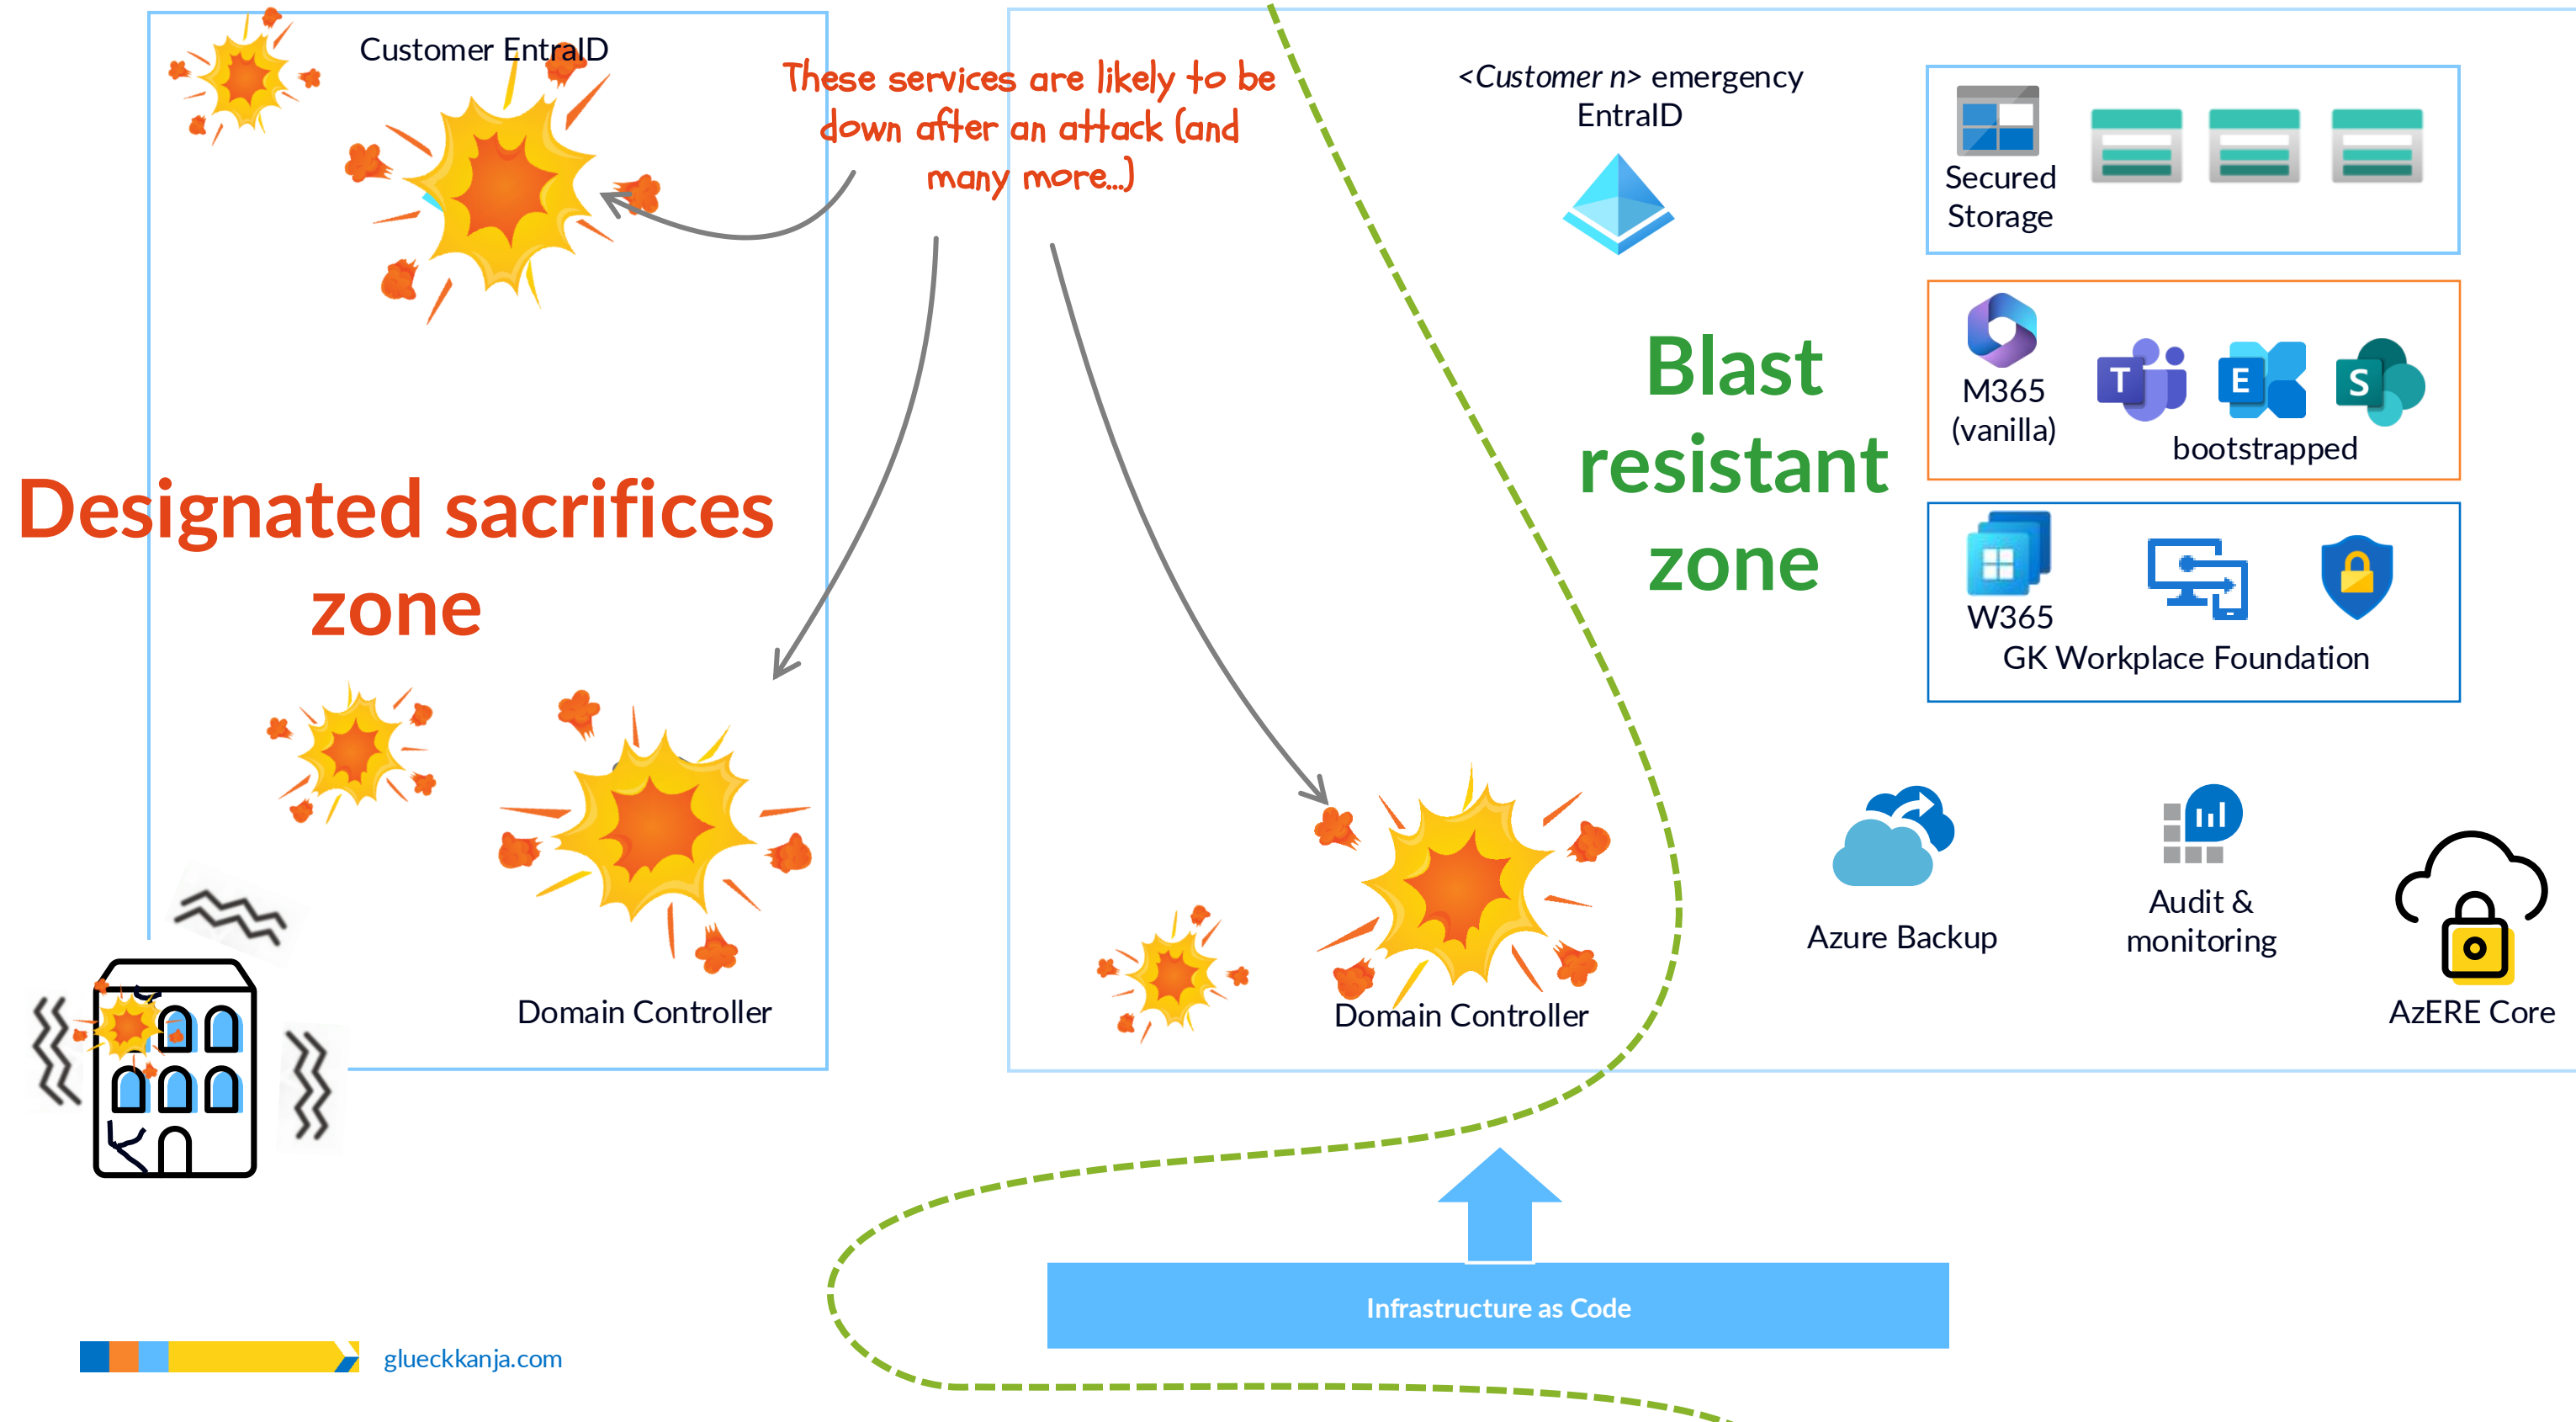 Customer EntraID
These services are likely to be
down after an attack (and
many more...)
Designated sacrifices
zone
Domain Controller
Domain Controller
<Customer n> emergency
EntraID
Blast
resistant
zone
Secured
Storage
M365
(vanilla)
T
E
S
bootstrapped
W365
GK Workplace Foundation
Azure Backup
Audit &
monitoring
AzERE Core
Infrastructure as Code
glueckkanja.com